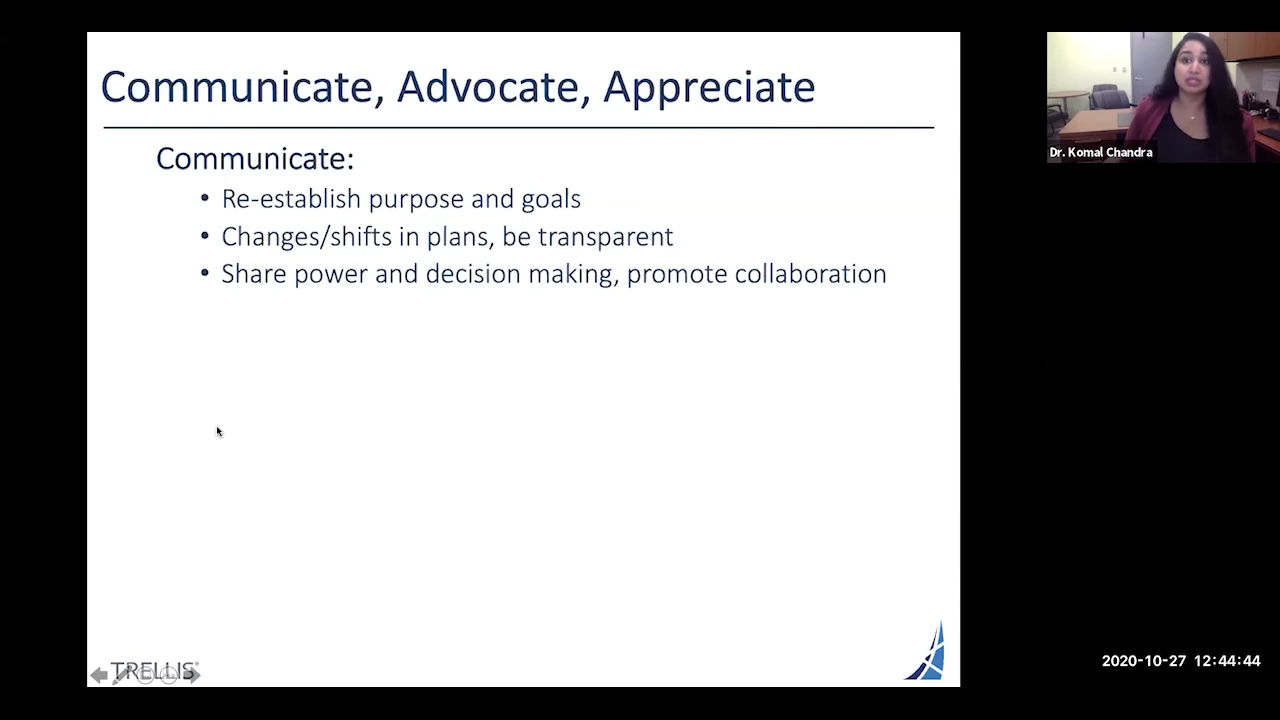 Communicate, Advocate, Appreciate
Communicate:
• Re-establish purpose and goals
• Changes/shifts in plans, be transparent
• Share power and decision making, promote collaboration
Dr. Komal Chandra
TRELLIS®
2020-10-27 12:44:44